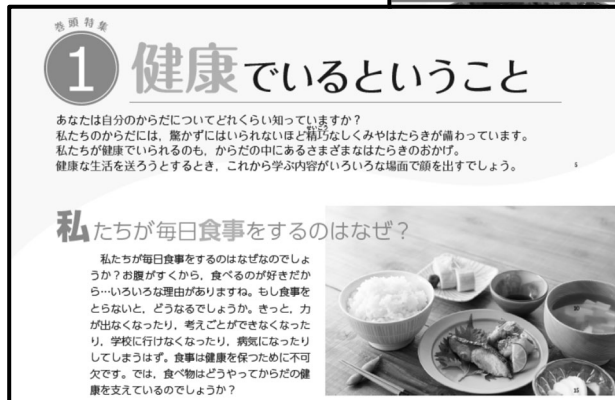 巻頭特集
1 健康でいるということ
あなたは自分のからだについてどれくらい知っていますか？
私たちのからだには，驚かずにはいられないほど精巧なしくみやはたらきが備わっています。
私たちが健康でいられるのも，からだの中にあるさまざまなはたらきのおかげ。
健康な生活を送ろうとするとき，これから学ぶ内容がいろいろな場面で顔を出すでしょう。
5
私たちが毎日食事をするのはなぜ？
私たちが毎日食事をするのはなぜなのでしょ
うか？お腹がすくから，食べるのが好きだか
ら…いろいろな理由がありますね。もし食事を
とらないと，どうなるでしょうか。きっと，力
が出なくなったり，考えごとができなくなった
り，学校に行けなくなったり，病気になったり
してしまうはず。食事は健康を保つために不可
欠です。では，食べ物はどうやってからだの健
康を支えているのでしょうか？